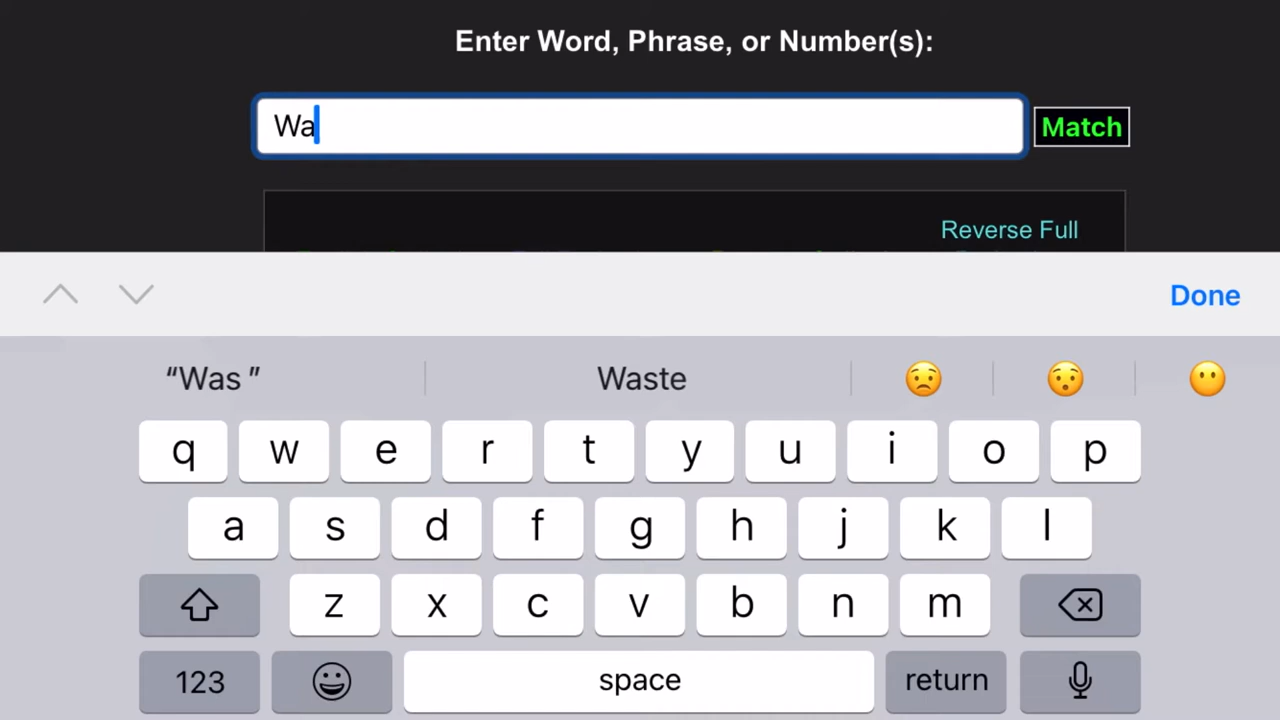 Enter Word, Phrase, or Number(s):
Wa
Match
Reverse Full
Done
“Was ”
Waste
q w e r t y u i o p
a s d f g h j k l
z x c v b n m
123
space
return